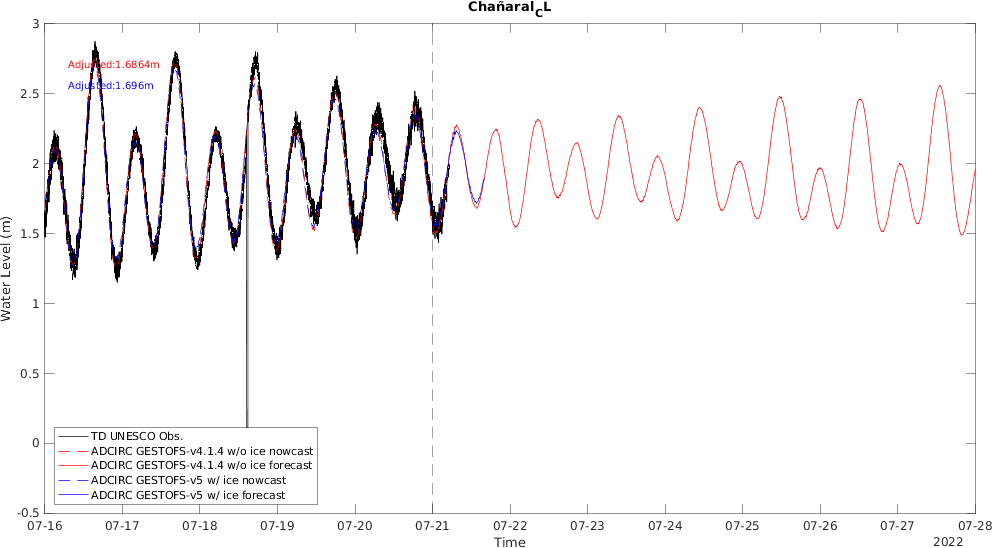 Chañaral_CL
3
2.5
2
1.5
1
0.5
0
-0.5
Water Level (m)
Adjusted:1.6864m
Adjusted:1.696m
TD UNESCO Obs.
ADCIRC GESTOFS-v4.1.4 w/o ice nowcast
ADCIRC GESTOFS-v4.1.4 w/o ice forecast
ADCIRC GESTOFS-v5 w/ ice nowcast
ADCIRC GESTOFS-v5 w/ ice forecast
07-16 07-17 07-18 07-19 07-20 07-21 07-22 07-23 07-24 07-25 07-26 07-27 07-28
Time
2022